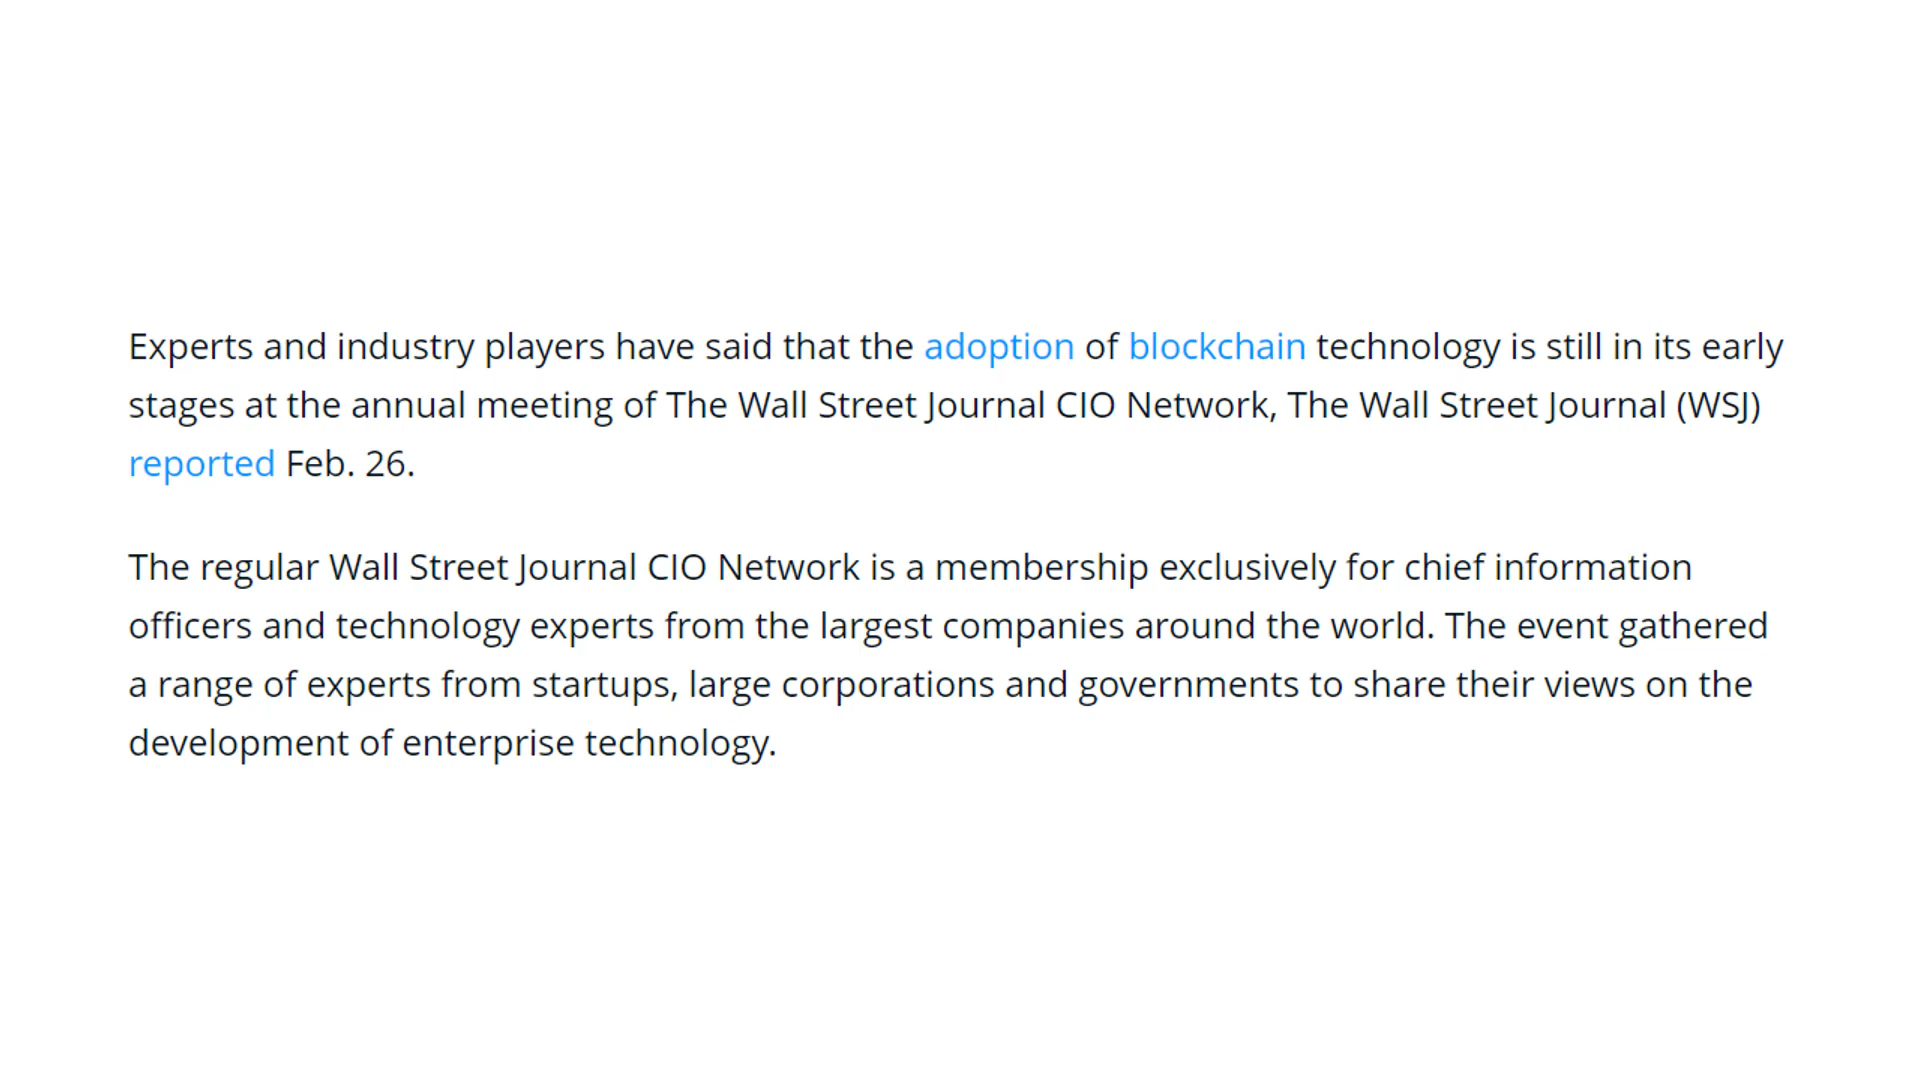 Experts and industry players have said that the adoption of blockchain technology is still in its early
stages at the annual meeting of The Wall Street Journal CIO Network, The Wall Street Journal (WSJ)
reported Feb. 26.
The regular Wall Street Journal CIO Network is a membership exclusively for chief information
officers and technology experts from the largest companies around the world. The event gathered
a range of experts from startups, large corporations and governments to share their views on the
development of enterprise technology.